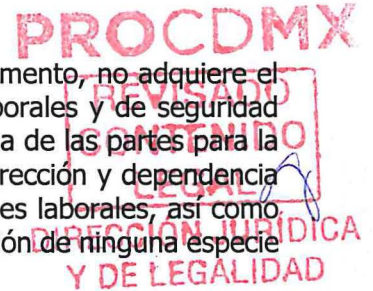 PROCDMX
mento, no adquiere el
REVISADO
borales y de seguridad
CONTENIDO
a de las partes para la
LEGAL
rección y dependencia
es laborales, así como
DIRECCIÓN JURÍDICA
ón de ninguna especie
Y DE LEGALIDAD